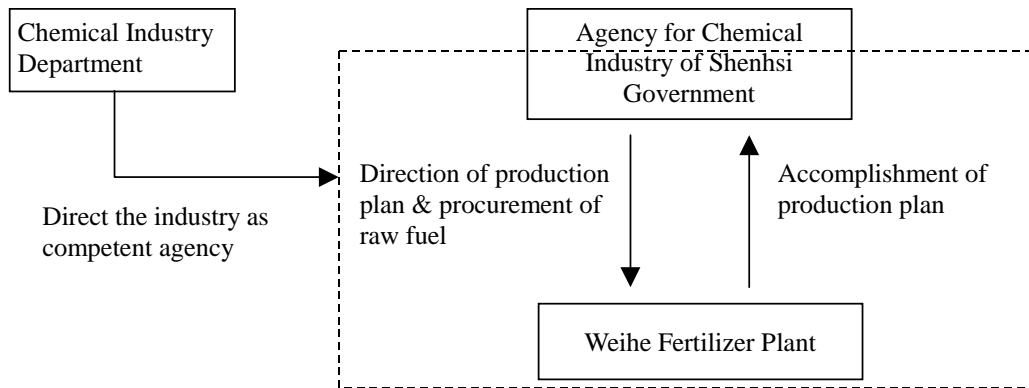 Chemical Industry
Department
Agency for Chemical
Industry of Shenhsi
Government
Direction of production
plan & procurement of
raw fuel
Accomplishment of
production plan
Direct the industry as
competent agency
Weihe Fertilizer Plant